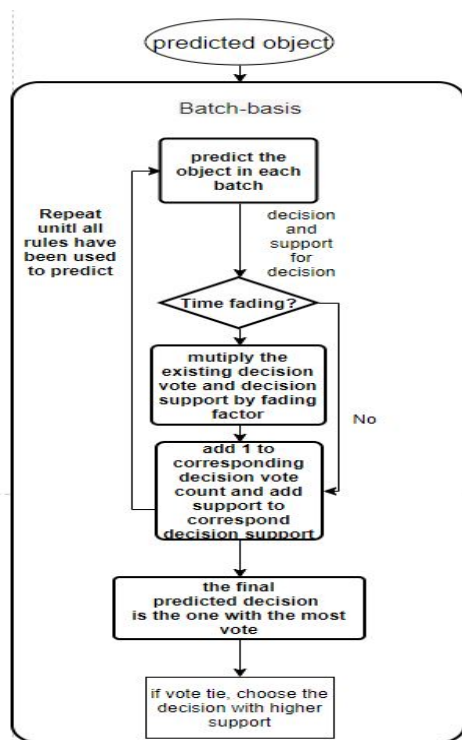 predicted object
Batch-basis
predict the
object in each
batch
Repeat
unitl all
rules have
been used
to predict
decision
and
support
for
decision
Time fading?
mutiply the
existing decision
vote and decision
support by fading
factor
No
add 1 to
corresponding
decision vote
count and add
support to
correspond
decision support
the final
predicted decision
is the one with the most
vote
if vote tie, choose the
decision with higher
support